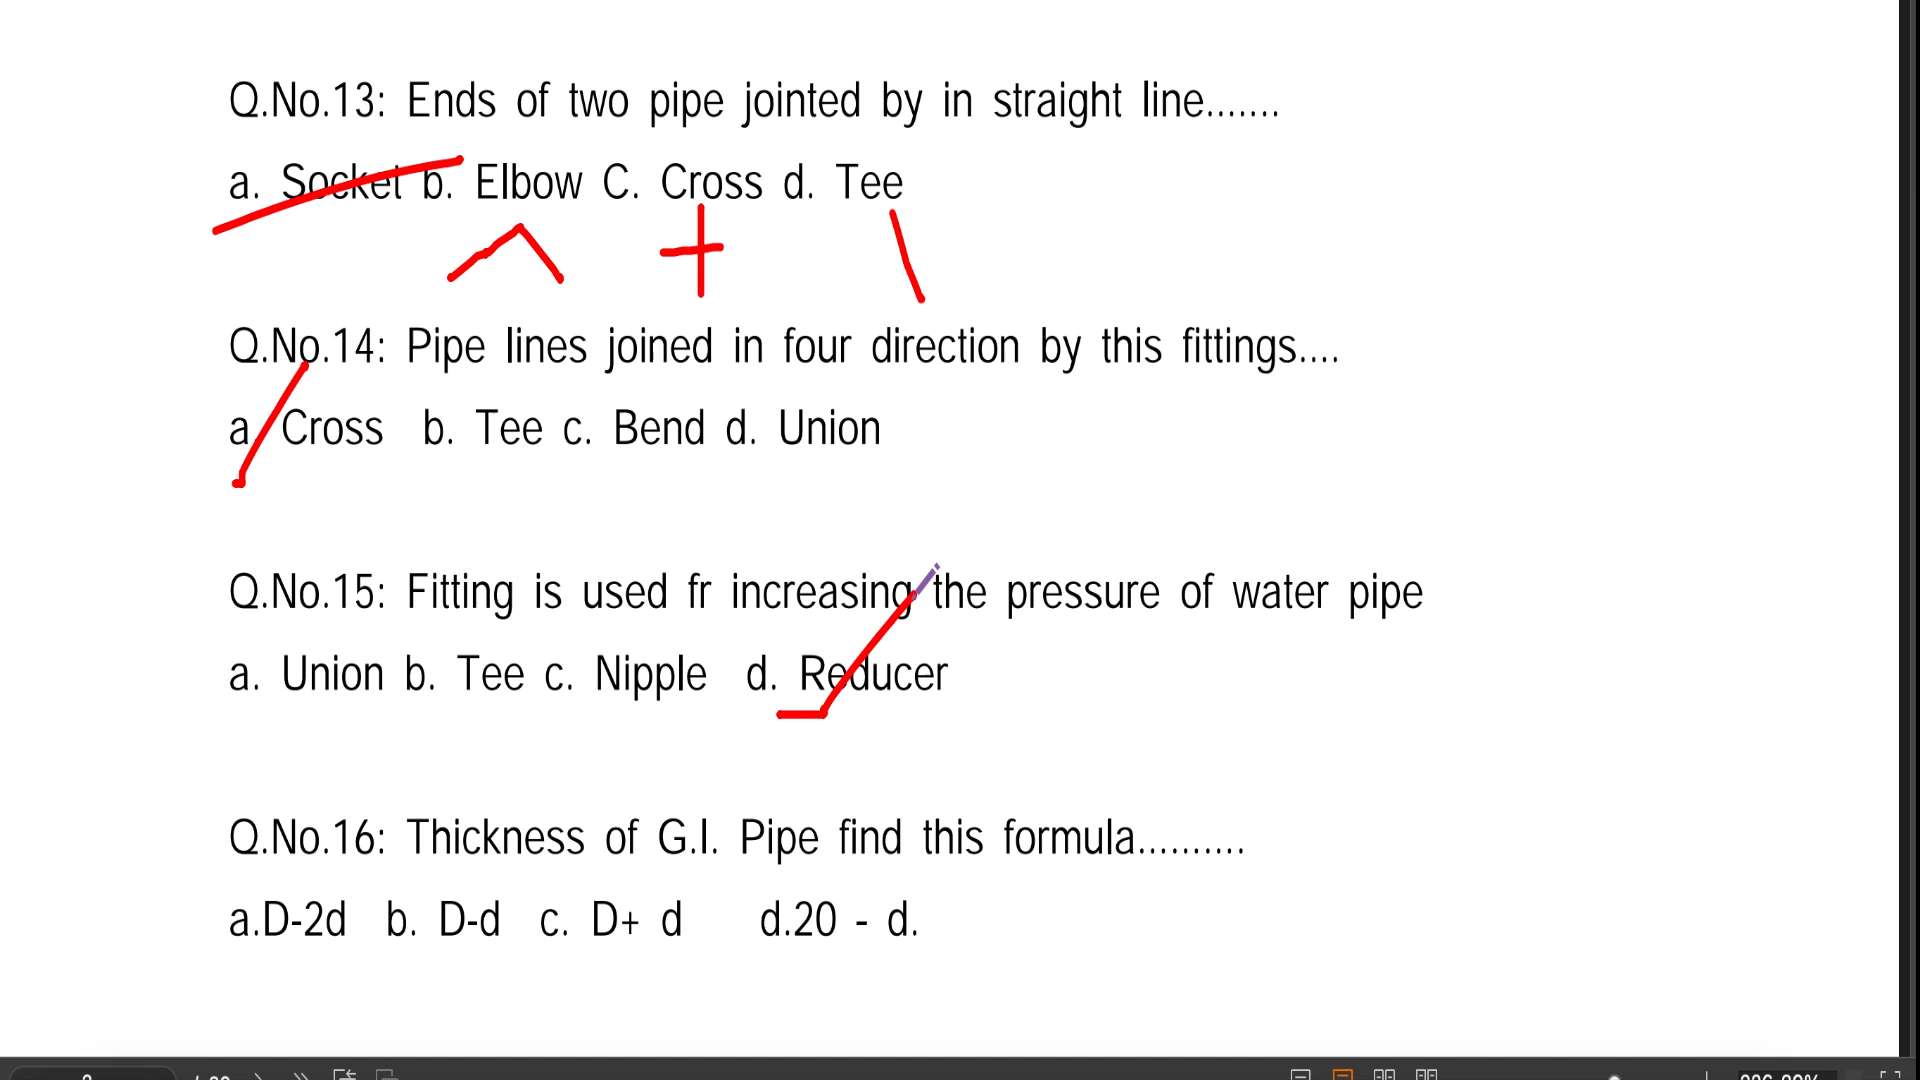 Q.No.13: Ends of two pipe jointed by in straight line.......
a. Socket b. Elbow C. Cross d. Tee
Q.No.14: Pipe lines joined in four direction by this fittings....
a. Cross b. Tee c. Bend d. Union
Q.No.15: Fitting is used fr increasing the pressure of water pipe
a. Union b. Tee c. Nipple d. Reducer
Q.No.16: Thickness of G.I. Pipe find this formula..........
a.D-2d b. D-d c. D+ d d.20 - d.